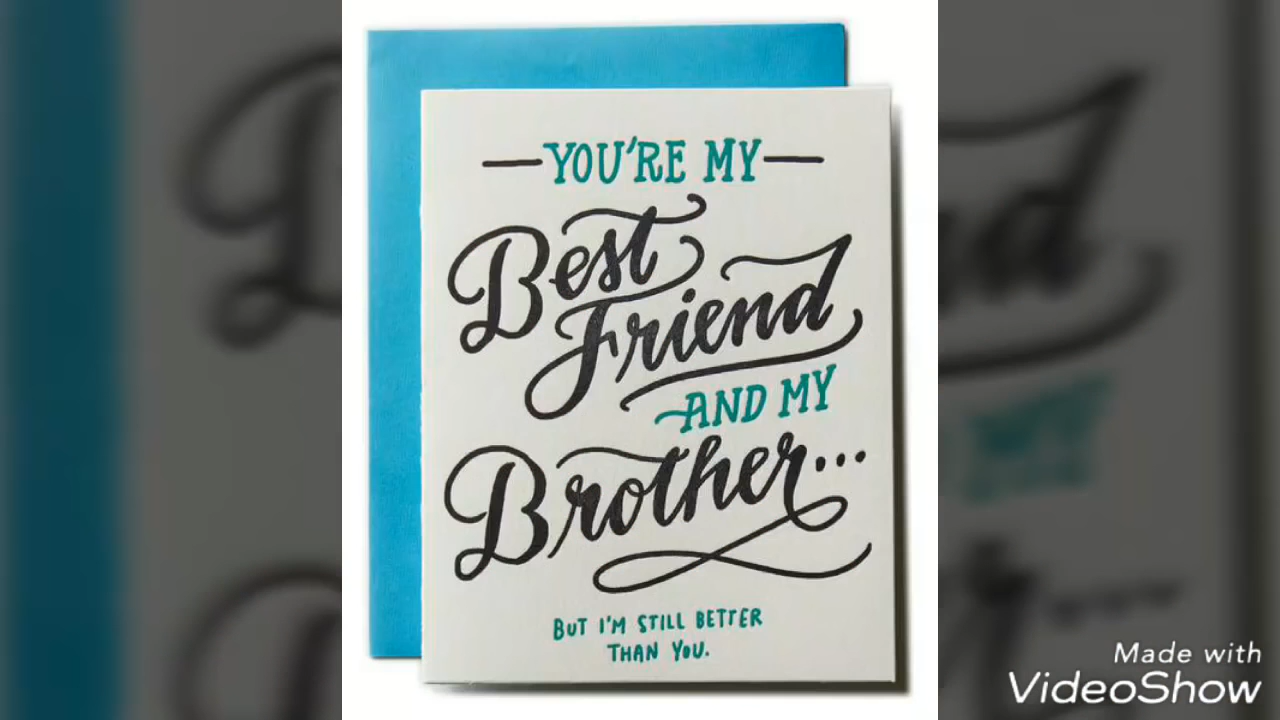 YOU'RE MY
Best
Friend
AND MY
Brother...
BUT I'M STILL BETTER
THAN YOU.
Made with
VideoShow